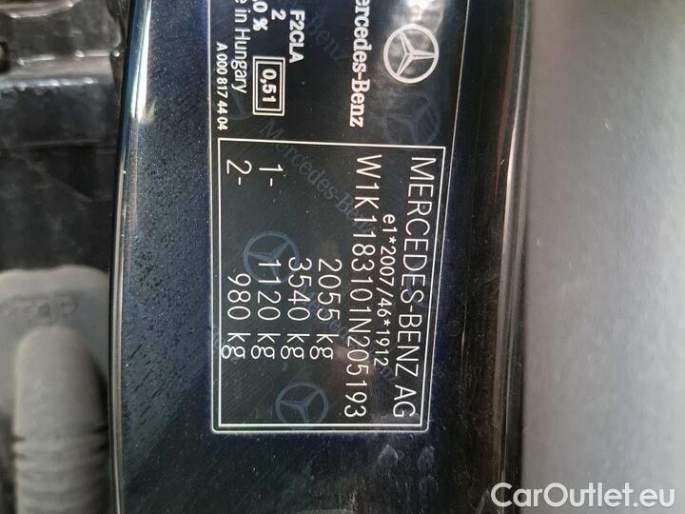 MERCEDES-BENZ AG
e1*2007/46*1912
W1K1183101N205193
2055 kg
3540 kg
1- 1120 kg
2- 980 kg
Mercedes-Benz
F2CLA
2
0,51
in Hungary
A 000 817 44 04
CarOutlet.eu